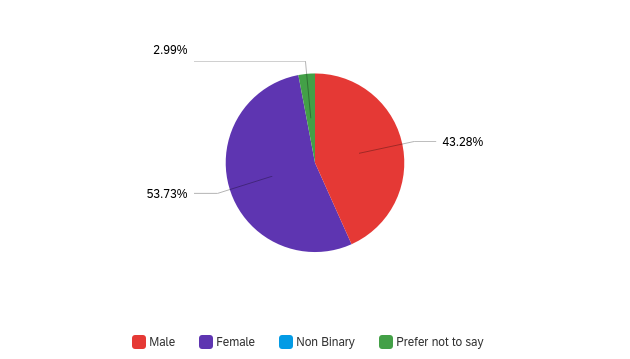 2.99%
43.28%
53.73%
Male Female Non Binary Prefer not to say